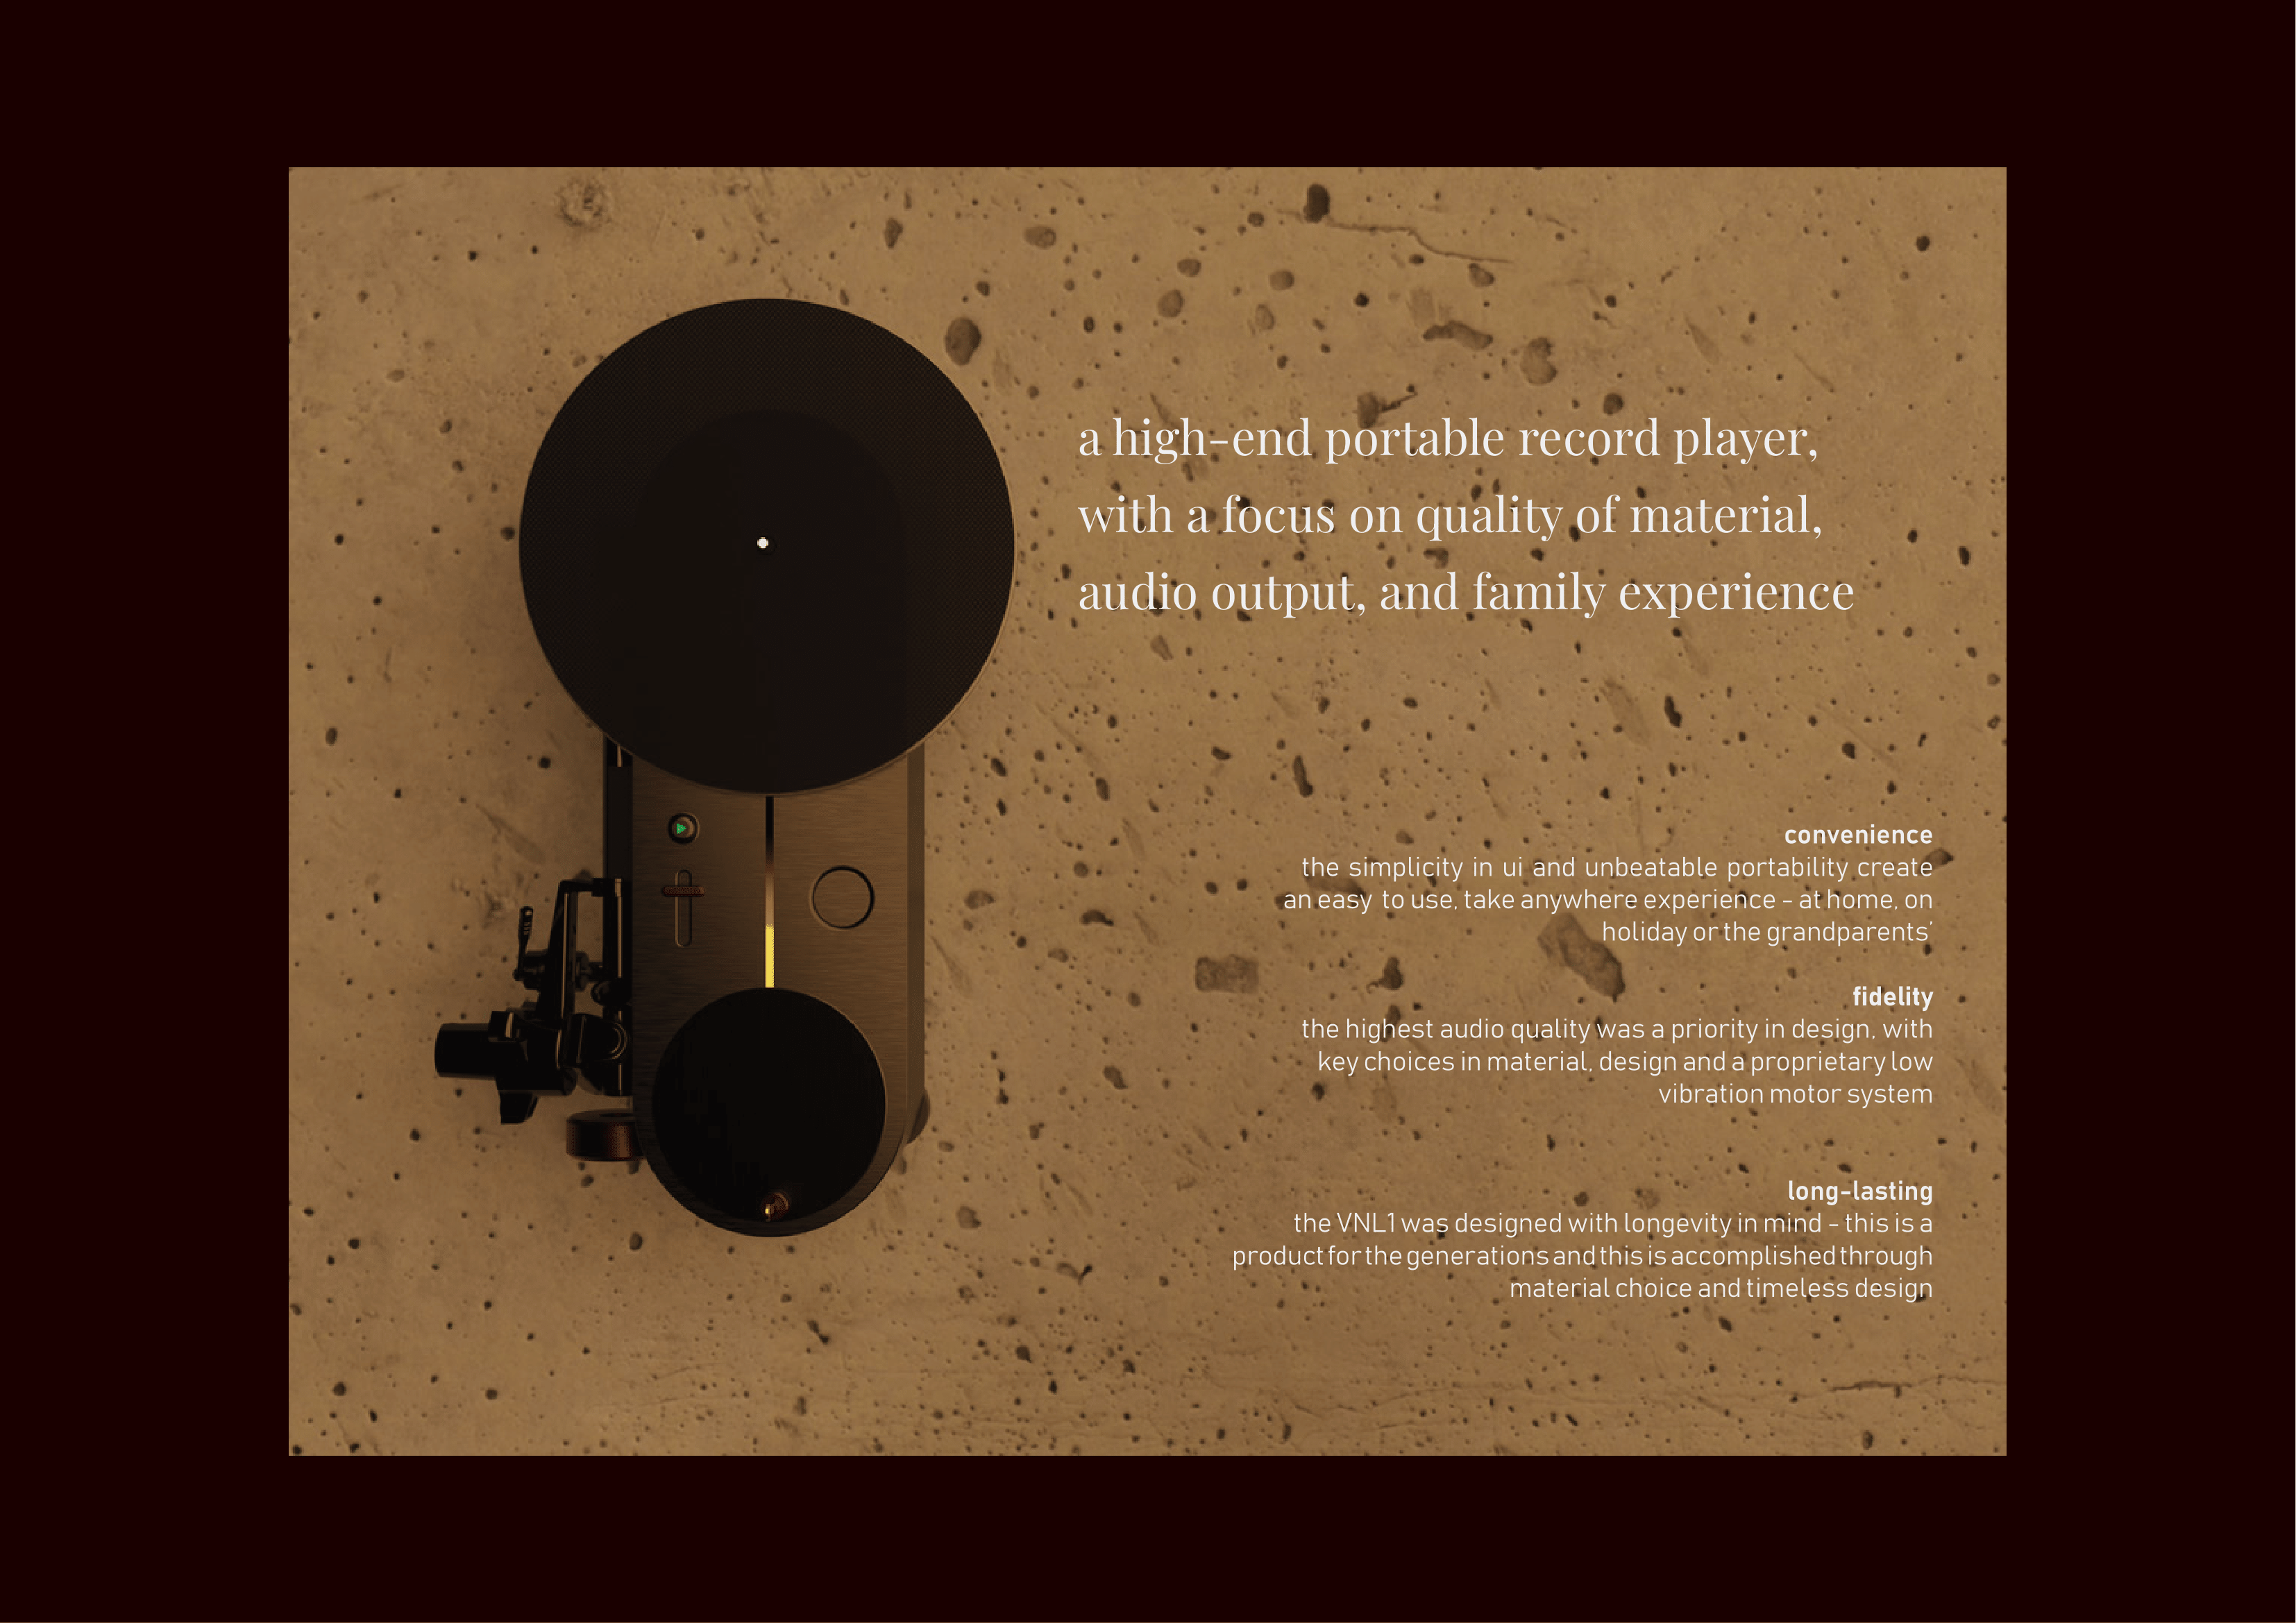 a high-end portable record player,
with a focus on quality of material,
audio output, and family experience
convenience
the simplicity in ui and unbeatable portability create
an easy to use, take anywhere experience - at home, on
holiday or the grandparents’
fidelity
the highest audio quality was a priority in design, with
key choices in material, design and a proprietary low
vibration motor system
long-lasting
the VNL1 was designed with longevity in mind - this is a
product for the generations and this is accomplished through
material choice and timeless design